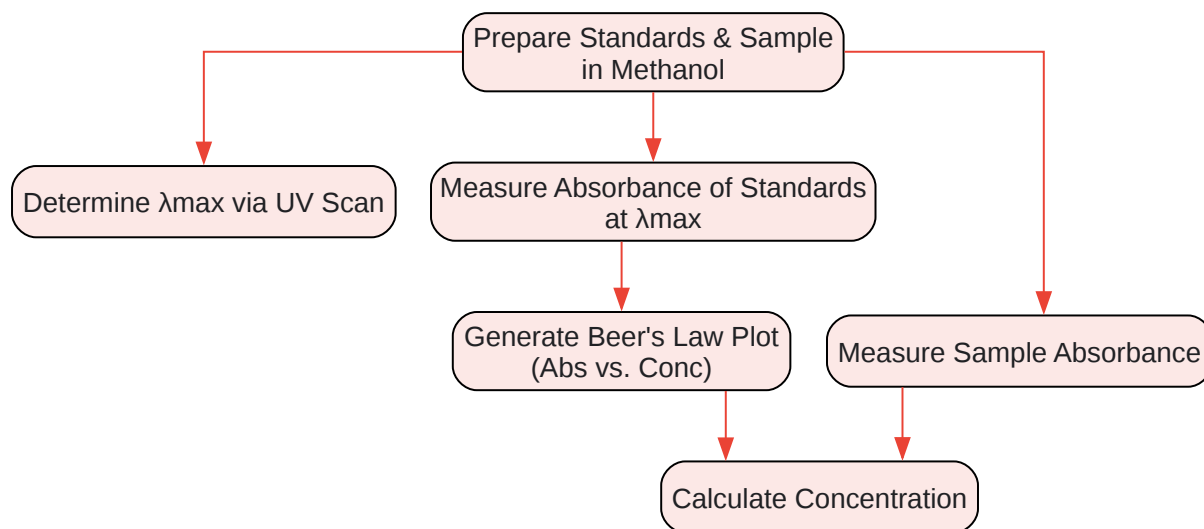 Prepare Standards & Sample
in Methanol
Determine λmax via UV Scan
Measure Absorbance of Standards
at λmax
Generate Beer's Law Plot
(Abs vs. Conc)
Measure Sample Absorbance
Calculate Concentration